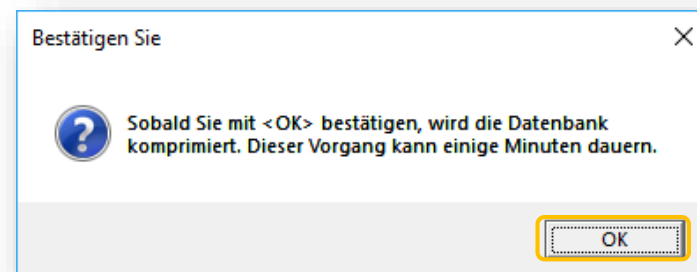 Bestätigen Sie
Sobald Sie mit <OK> bestätigen, wird die Datenbank
komprimiert. Dieser Vorgang kann einige Minuten dauern.
OK